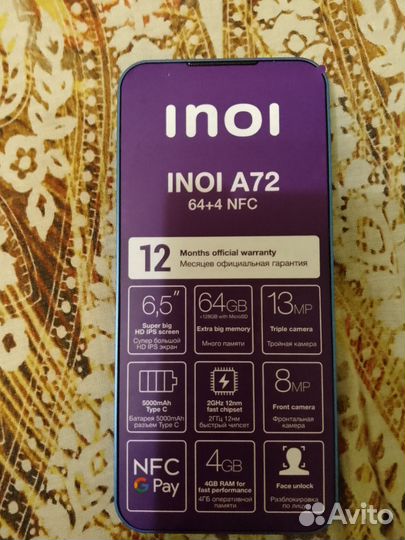 INOI
INOI A72
64+4 NFC
12
Months official warranty
Месяцев официальная гарантия
6,5"
Super big
HD IPS screen
Супер большой
HD IPS экран
64GB
+128GB with MicroSD
Extra big memory
Много памяти
13MP
Triple camera
Тройная камера
5000mAh
Type C
Батарея 5000mAh
разъем Type C
2GHz 12nm
fast chipset
2ГГц 12нм
быстрый чипсет
8MP
Front camera
Фронтальная
камера
NFC
G Pay
4GB
4GB RAM for
fast performance
4ГБ оперативной
памяти
Face unlock
Разблокировка
по лицу
Avito